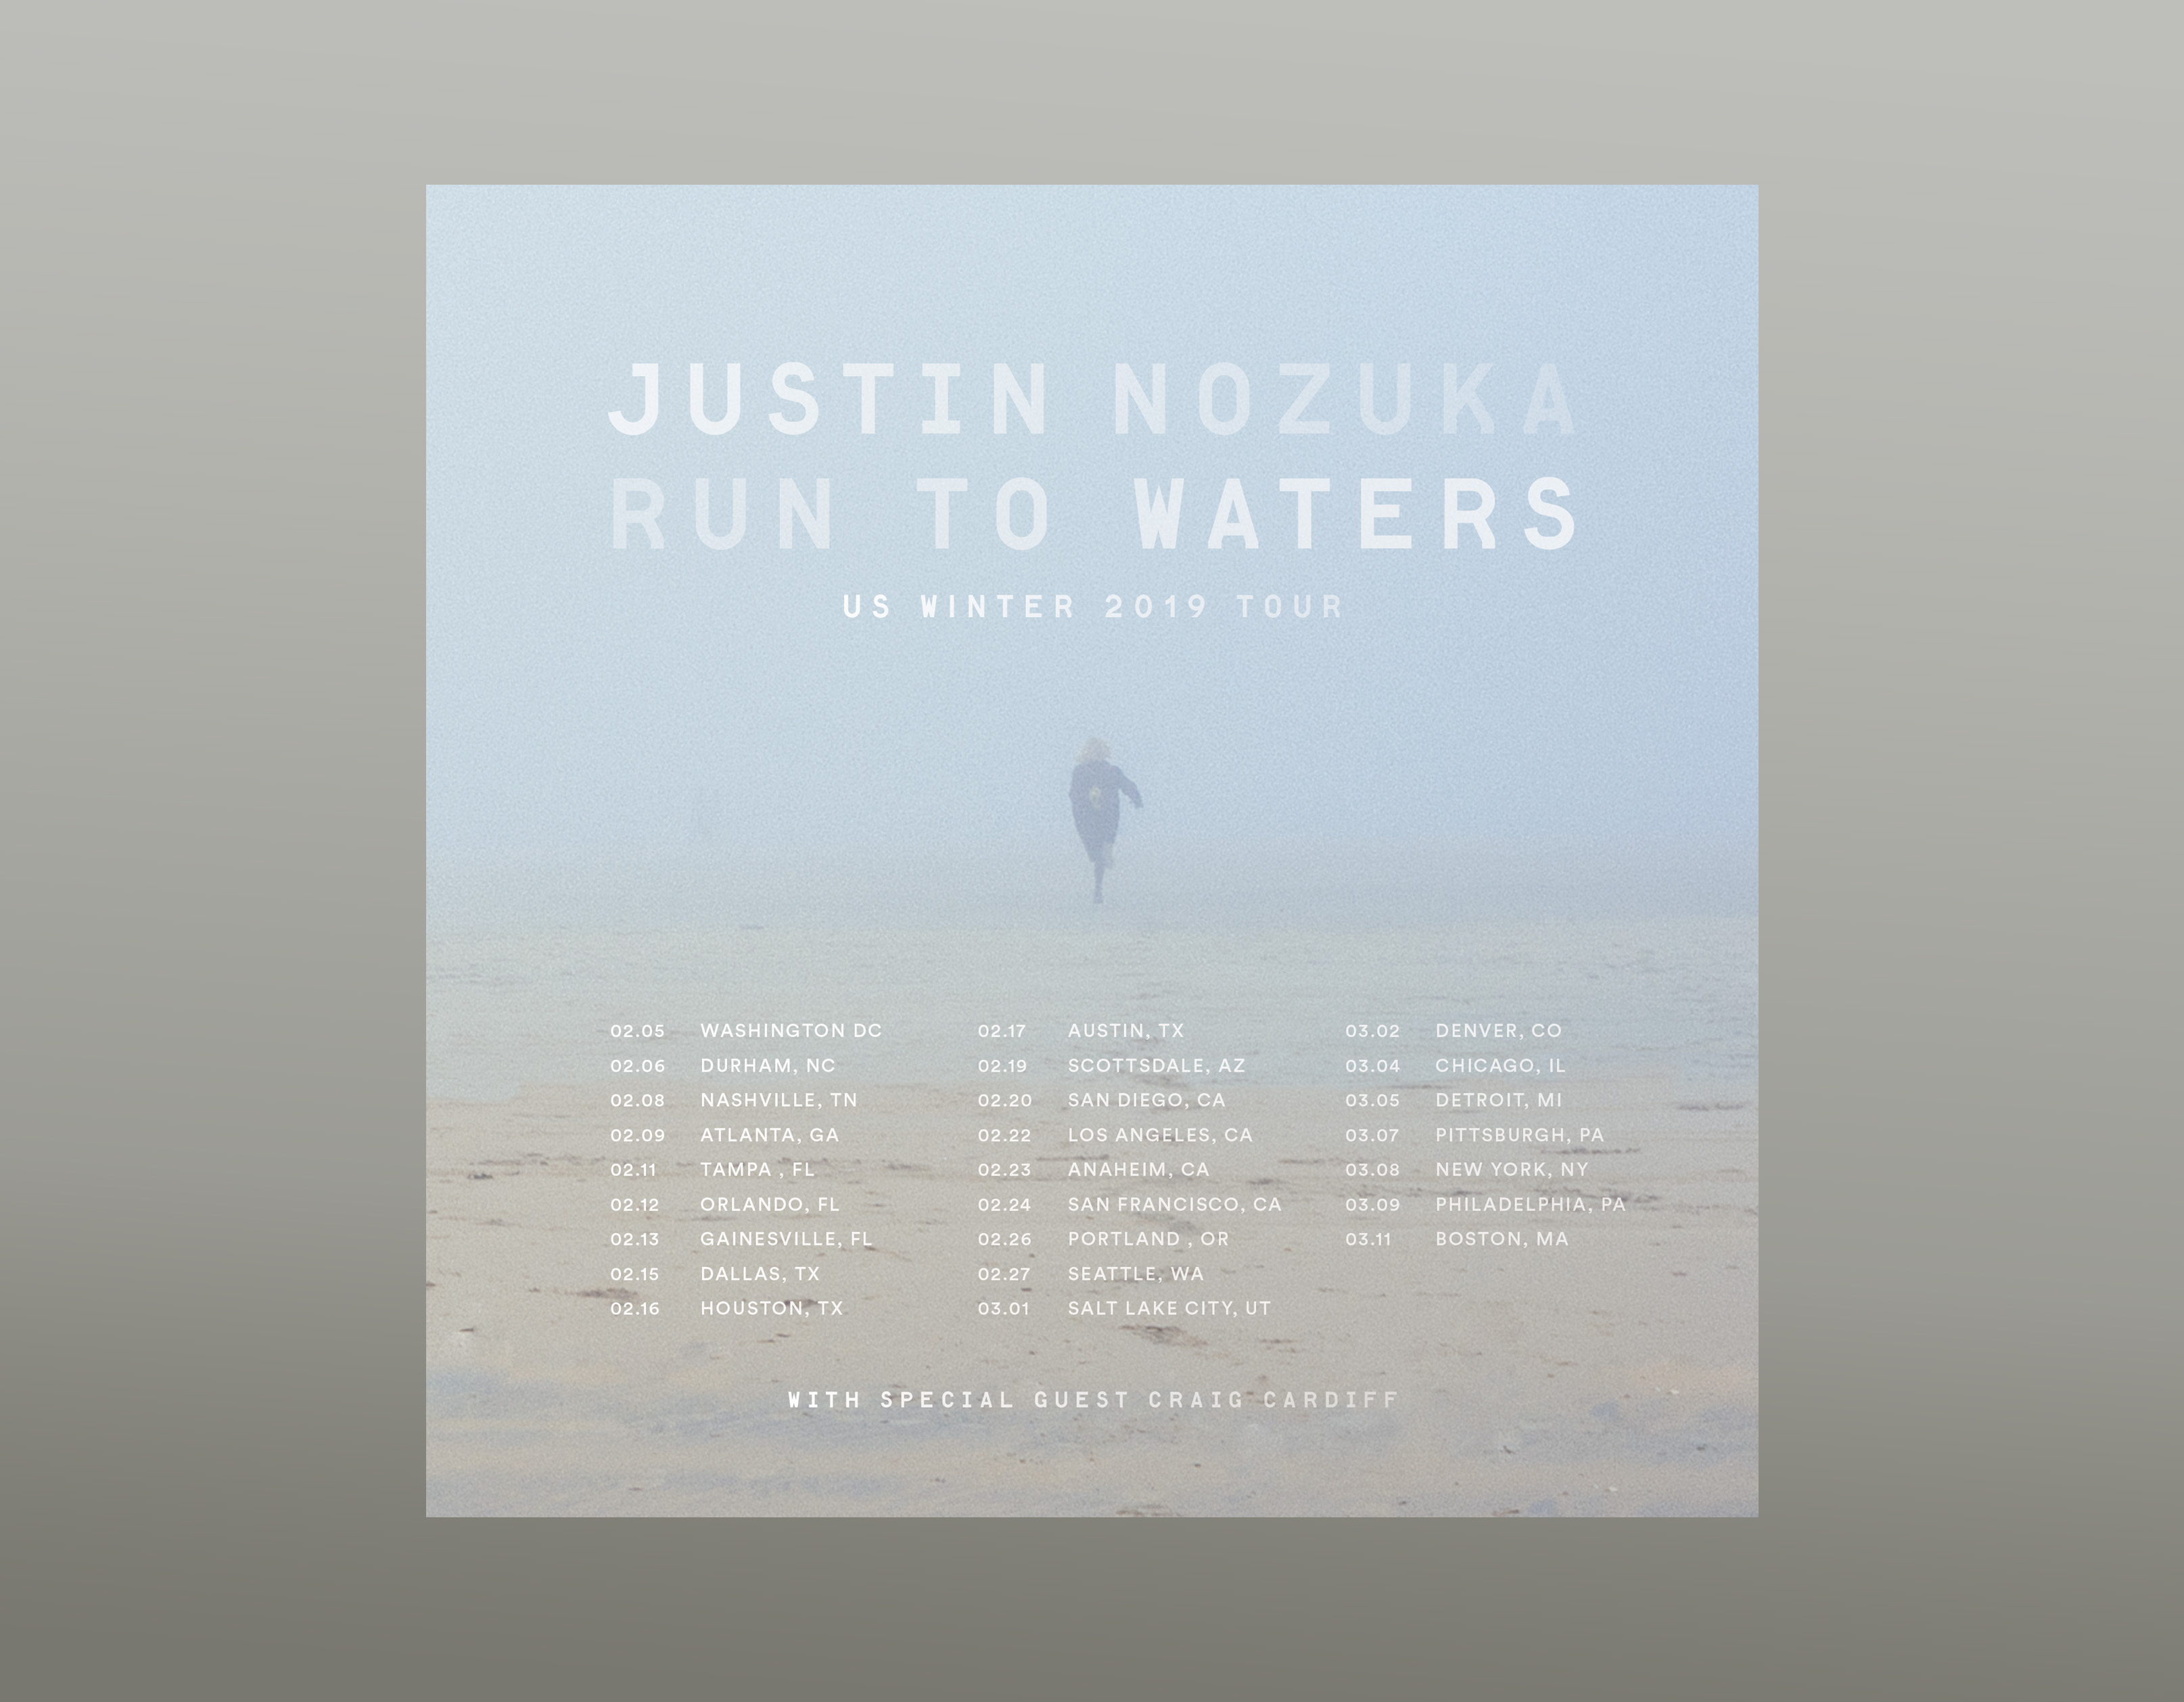 JUSTIN NOZUKA
RUN TO WATERS
US WINTER 2019 TOUR
02.05 WASHINGTON DC
02.06 DURHAM, NC
02.08 NASHVILLE, TN
02.09 ATLANTA, GA
02.11 TAMPA , FL
02.12 ORLANDO, FL
02.13 GAINESVILLE, FL
02.15 DALLAS, TX
02.16 HOUSTON, TX
02.17 AUSTIN, TX
02.19 SCOTTSDALE, AZ
02.20 SAN DIEGO, CA
02.22 LOS ANGELES, CA
02.23 ANAHEIM, CA
02.24 SAN FRANCISCO, CA
02.26 PORTLAND , OR
02.27 SEATTLE, WA
03.01 SALT LAKE CITY, UT
03.02 DENVER, CO
03.04 CHICAGO, IL
03.05 DETROIT, MI
03.07 PITTSBURGH, PA
03.08 NEW YORK, NY
03.09 PHILADELPHIA, PA
03.11 BOSTON, MA
WITH SPECIAL GUEST CRAIG CARDIFF